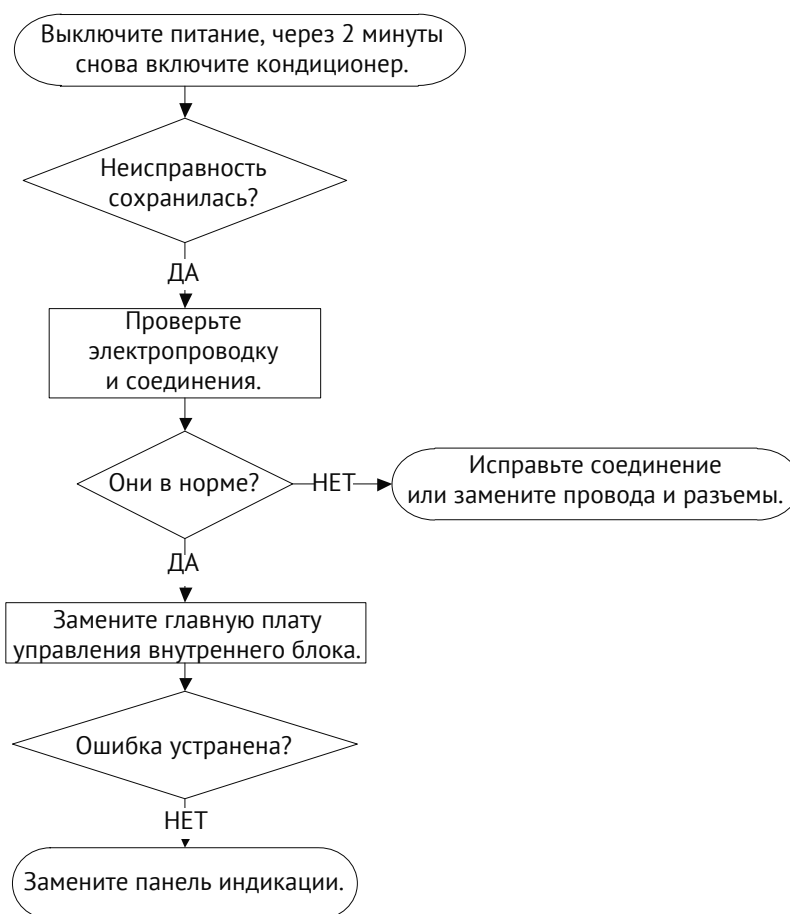 Выключите питание, через 2 минуты
снова включите кондиционер.
Неисправность
сохранилась?
ДА
Проверьте
электропроводку
и соединения.
Они в норме?
НЕТ
Исправьте соединение
или замените провода и разъемы.
ДА
Замените главную плату
управления внутреннего блока.
Ошибка устранена?
НЕТ
Замените панель индикации.